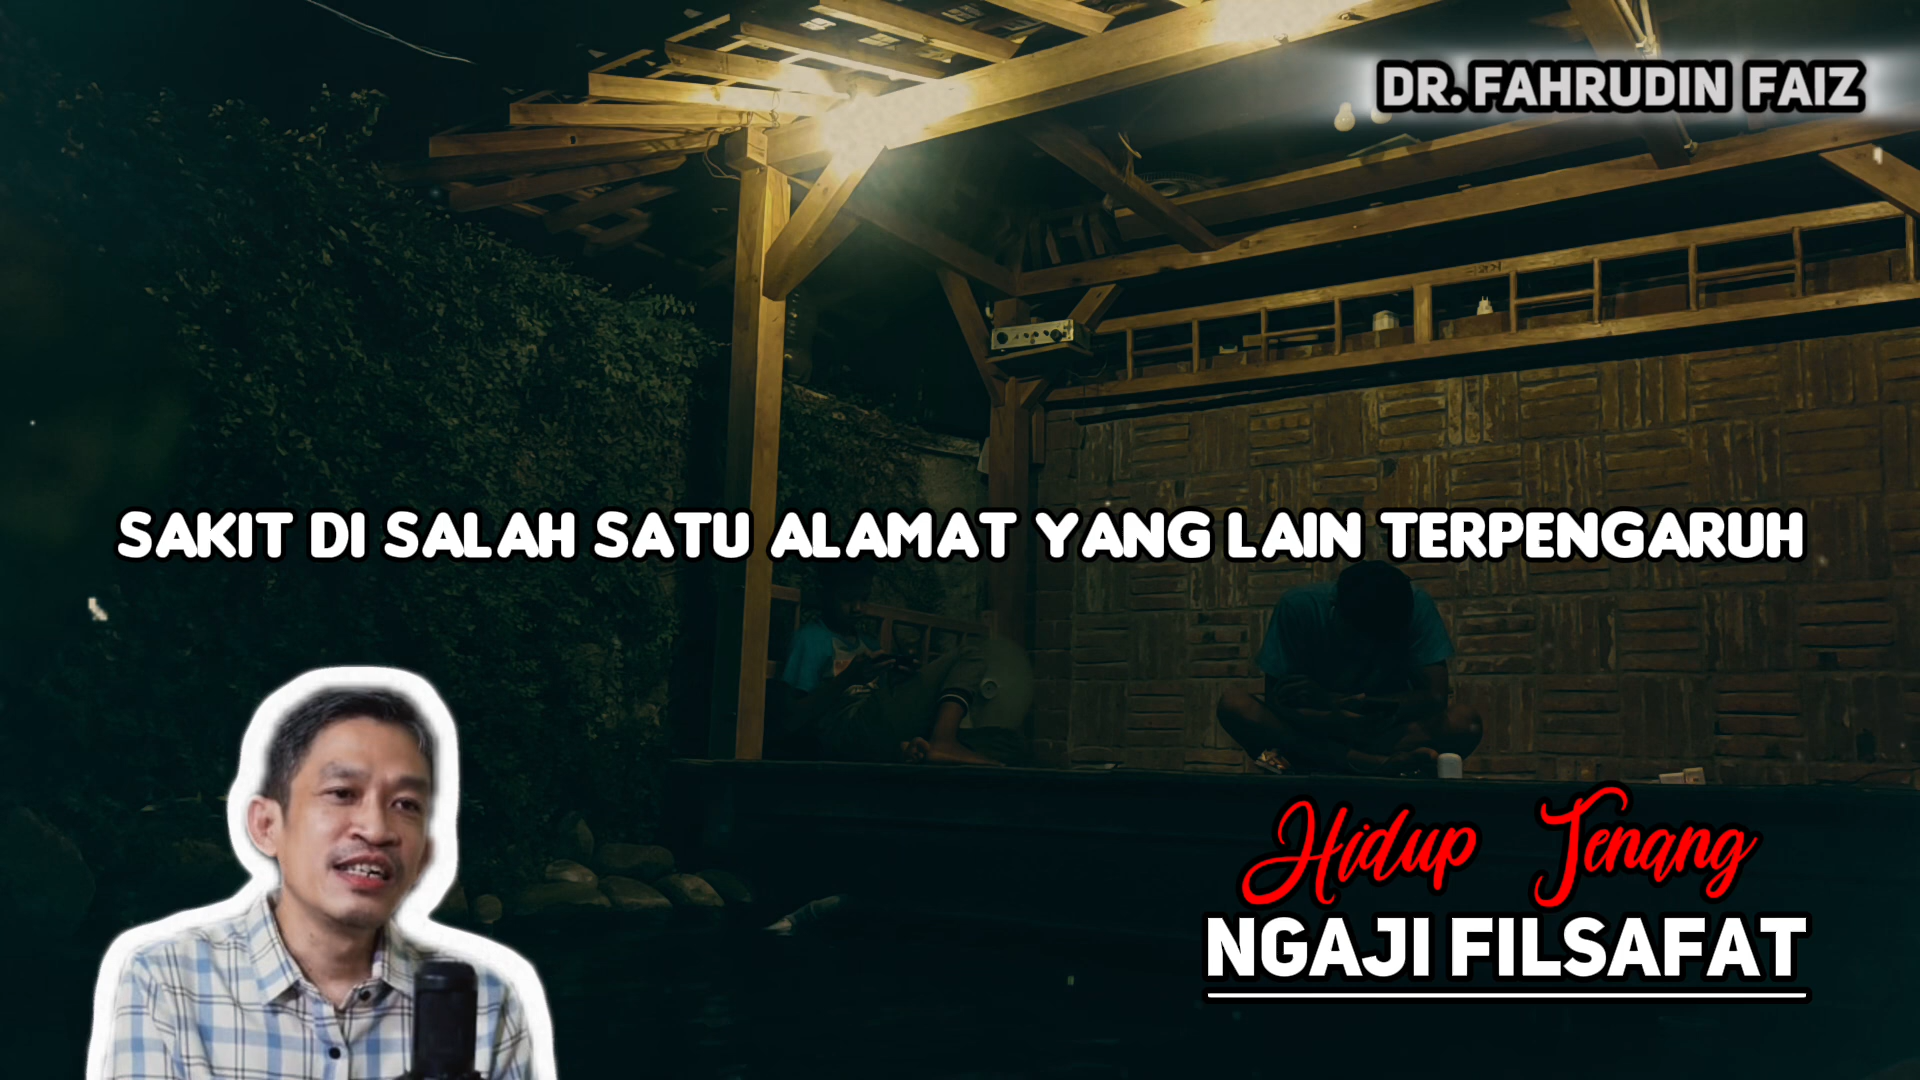 DR. FAHRUDIN FAIZ
SAKIT DI SALAH SATU ALAMAT YANG LAIN TERPENGARUH
Hidup Tenang
NGAJI FILSAFAT